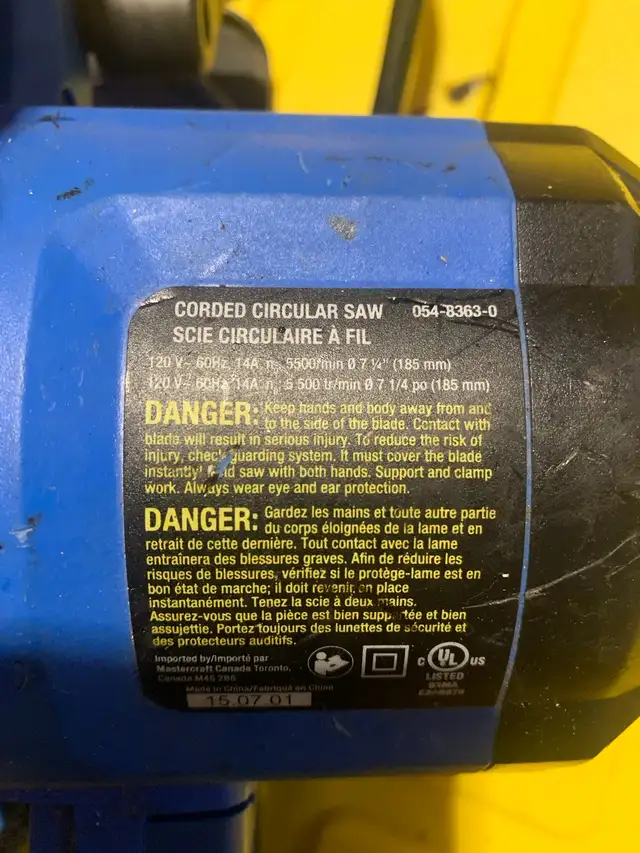 CORDED CIRCULAR SAW 054-8363-0
SCIE CIRCULAIRE À FIL
120 V~ 60Hz, 14A n₀ 5500/min Ø 7 ¼" (185 mm)
120 V~ 60Hz 14A n₀ 5 500 tr/min Ø 7 1/4 po (185 mm)
DANGER: Keep hands and body away from and
to the side of the blade. Contact with
blade will result in serious injury. To reduce the risk of
injury, check guarding system. It must cover the blade
instantly! saw with both hands. Support and clamp
work. Always wear eye and ear protection.
DANGER: Gardez les mains et toute autre partie
du corps éloignées de la lame et en
retrait de cette dernière. Tout contact avec la lame
entraînera des blessures graves. Afin de réduire les
risques de blessures, vérifiez si le protège-lame est en
bon état de marche; il doit revenir en place
instantanément. Tenez la scie à deux mains.
Assurez-vous que la pièce est bien supportée et bien
assujettie. Portez toujours des lunettes de sécurité et
des protecteurs auditifs.
Imported by/Importé par
Mastercraft Canada Toronto,
Canada M4S 2B8
Made in China/Fabriqué en Chine
15.07 01
C UL US
LISTED